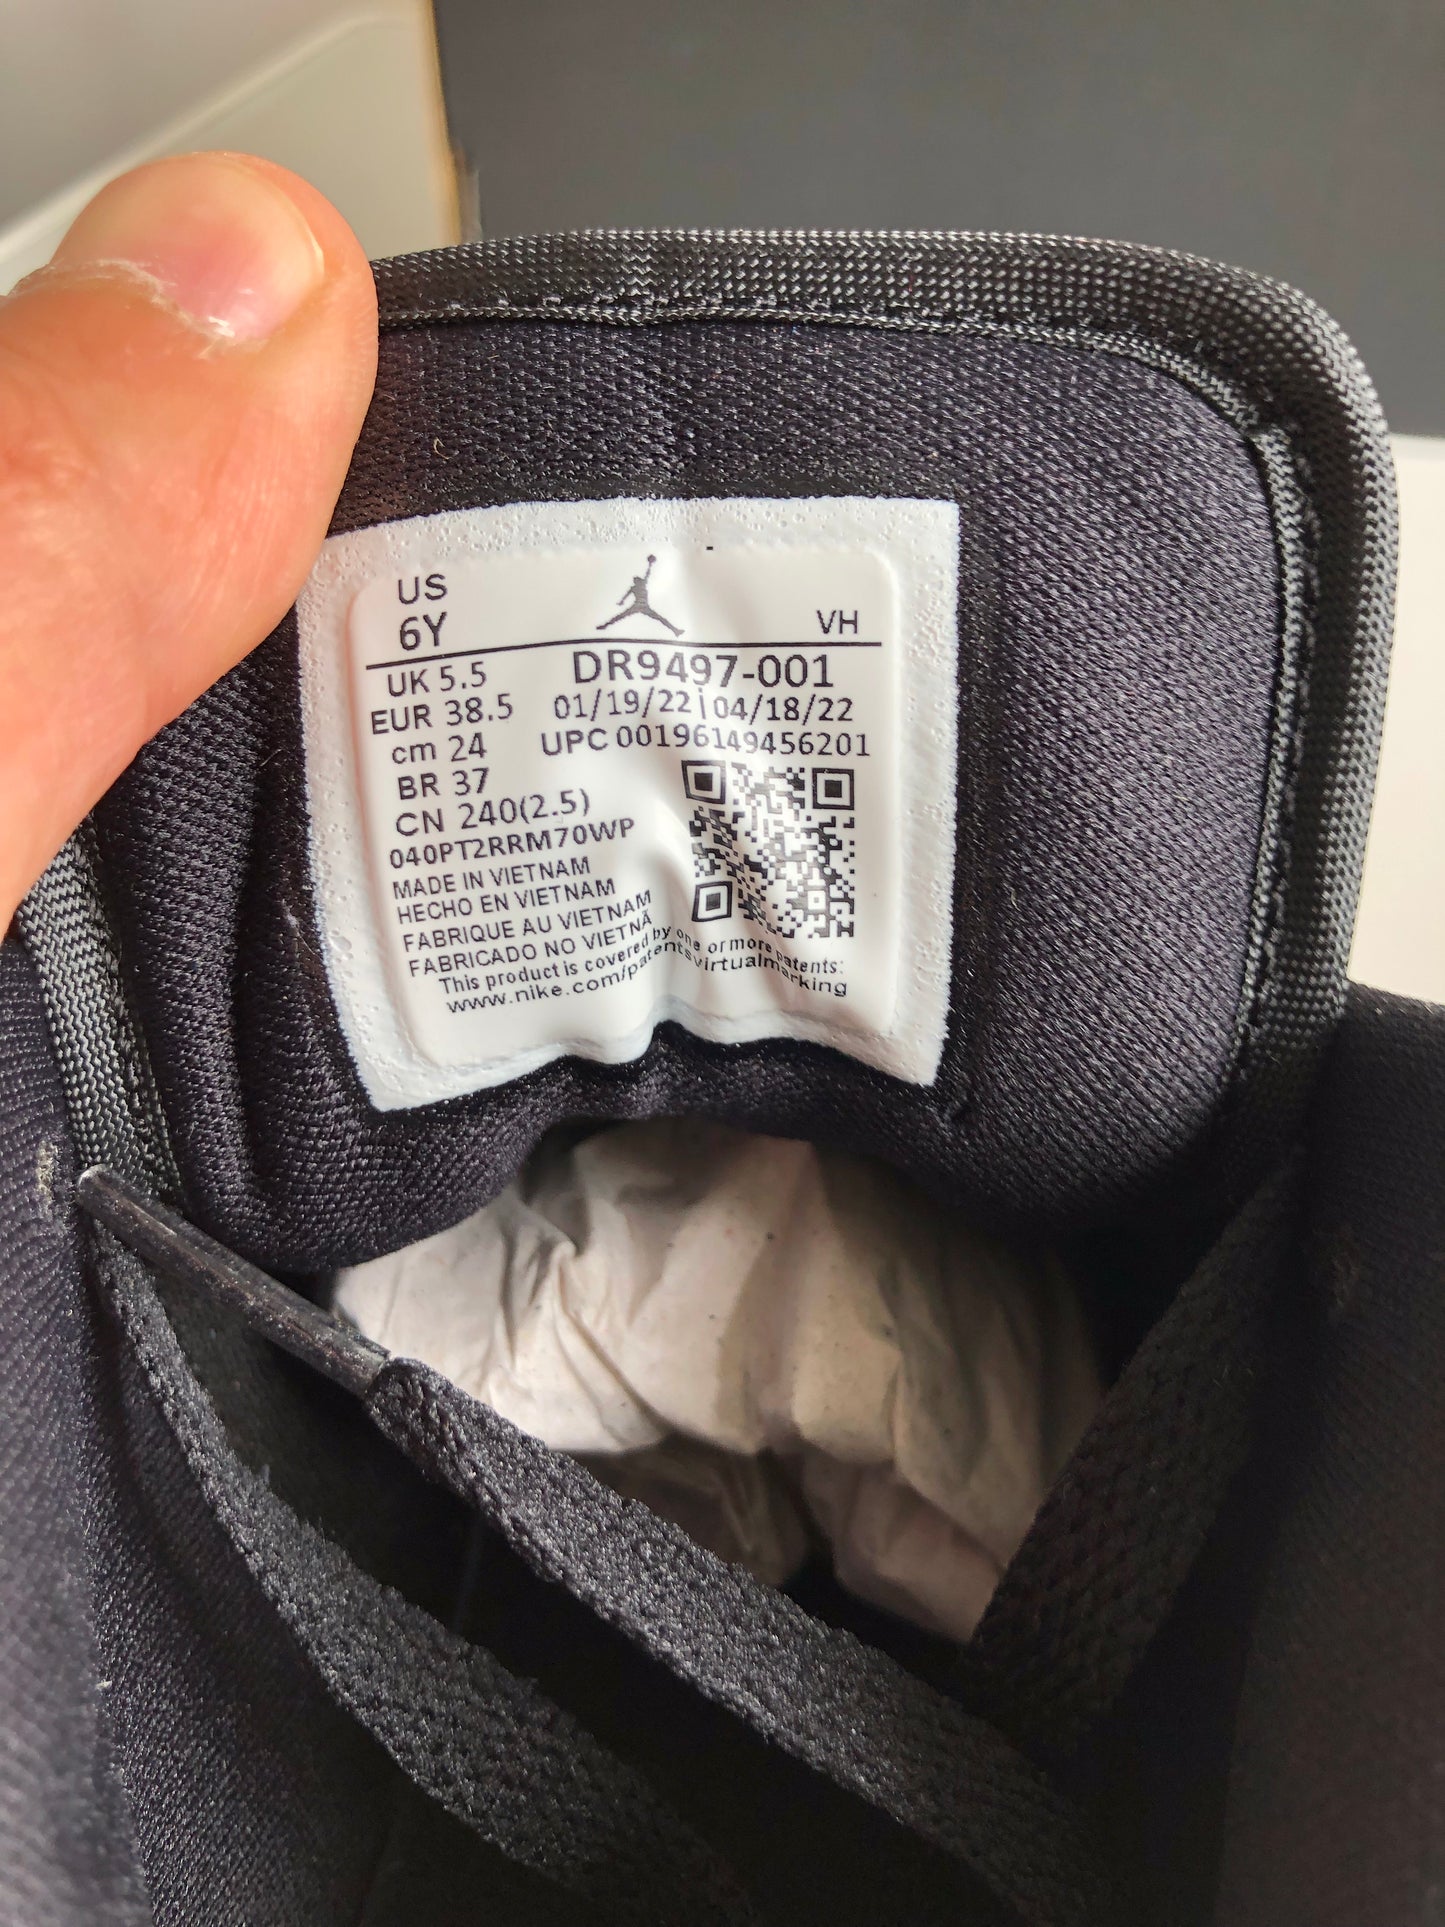 US
6Y
VH
UK 5.5
EUR 38.5
cm 24
BR 37
CN 240(2.5)
DR9497-001
01/19/22 | 04/18/22
UPC 00196149456201
040PT2RRM70WP
MADE IN VIETNAM
HECHO EN VIETNAM
FABRIQUE AU VIETNAM
FABRICADO NO VIETNÃ
This product is covered by one or more patents:
www.nike.com/patentsvirtualmarking